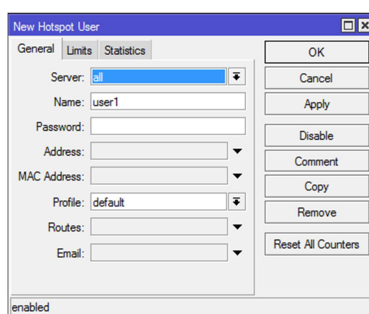 New Hotspot User
General Limits Statistics
Server: all
Name: user1
Password:
Address:
MAC Address:
Profile: default
Routes:
Email:
OK
Cancel
Apply
Disable
Comment
Copy
Remove
Reset All Counters
enabled